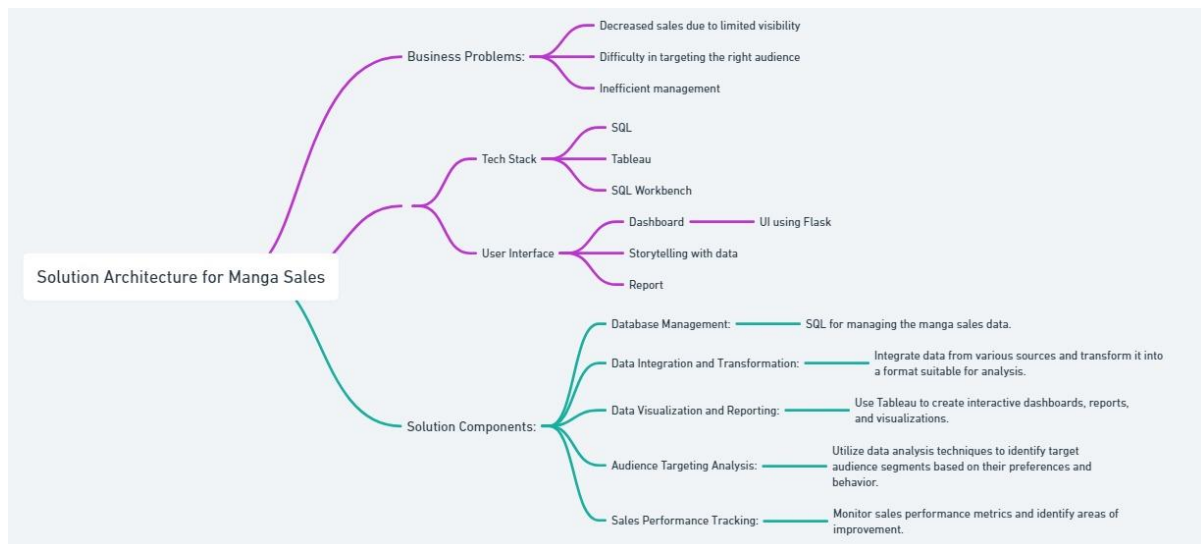 Solution Architecture for Manga Sales
Business Problems:
Decreased sales due to limited visibility
Difficulty in targeting the right audience
Inefficient management
Tech Stack
SQL
Tableau
SQL Workbench
User Interface
Dashboard
UI using Flask
Storytelling with data
Report
Solution Components:
Database Management:
SQL for managing the manga sales data.
Data Integration and Transformation:
Integrate data from various sources and transform it into
a format suitable for analysis.
Data Visualization and Reporting:
Use Tableau to create interactive dashboards, reports,
and visualizations.
Audience Targeting Analysis:
Utilize data analysis techniques to identify target
audience segments based on their preferences and
behavior.
Sales Performance Tracking:
Monitor sales performance metrics and identify areas of
improvement.